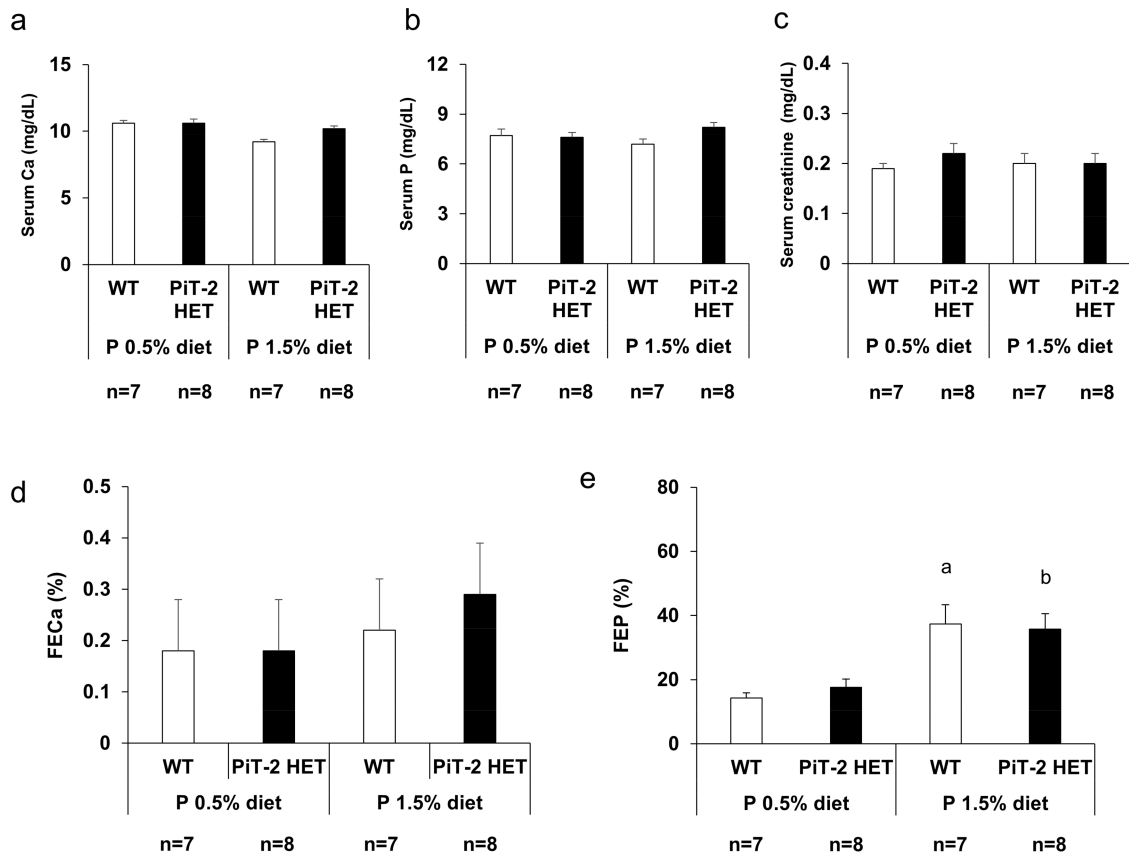 a
Serum Ca (mg/dL)
15
10
5
0
WT PiT-2 HET WT PiT-2 HET
P 0.5% diet P 1.5% diet
n=7 n=8 n=7 n=8
b
Serum P (mg/dL)
12
9
6
3
0
WT PiT-2 HET WT PiT-2 HET
P 0.5% diet P 1.5% diet
n=7 n=8 n=7 n=8
c
Serum creatinine (mg/dL)
0.4
0.3
0.2
0.1
0
WT PiT-2 HET WT PiT-2 HET
P 0.5% diet P 1.5% diet
n=7 n=8 n=7 n=8
d
FECa (%)
0.5
0.4
0.3
0.2
0.1
0
WT PiT-2 HET WT PiT-2 HET
P 0.5% diet P 1.5% diet
n=7 n=8 n=7 n=8
e
FEP (%)
80
60
40
20
0
a b
WT PiT-2 HET WT PiT-2 HET
P 0.5% diet P 1.5% diet
n=7 n=8 n=7 n=8